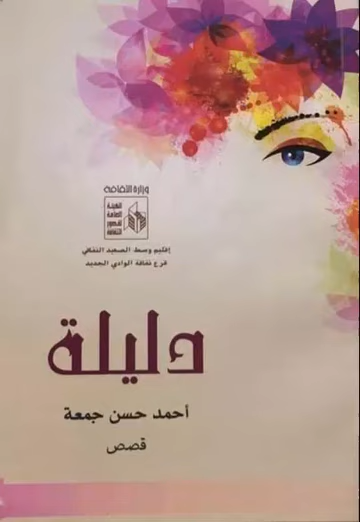 وزارة الثقافة
الهيئة
العامة
لقصور
الثقافة
إقليم وسط الصعيد الثقافي
فرع ثقافة الوادي الجديد
دليلة
أحمد حسن جمعة
قصص